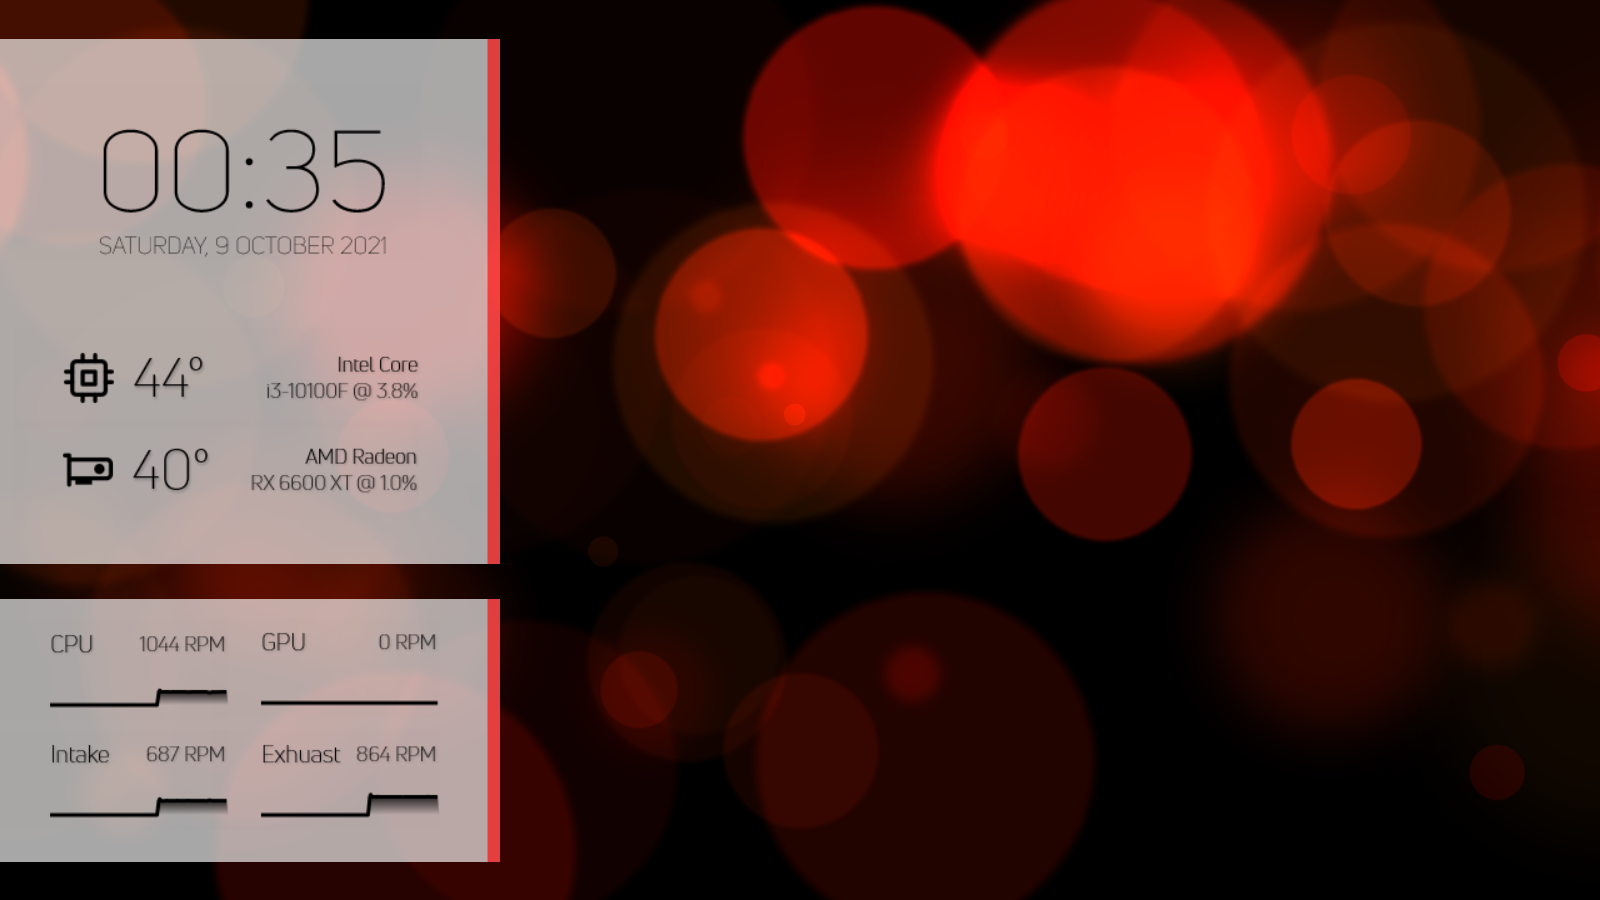 00:35
SATURDAY, 9 OCTOBER 2021
44°
Intel Core
i3-10100F @ 3.8%
40°
AMD Radeon
RX 6600 XT @ 1.0%
CPU 1044 RPM
GPU 0 RPM
Intake 687 RPM
Exhuast 864 RPM